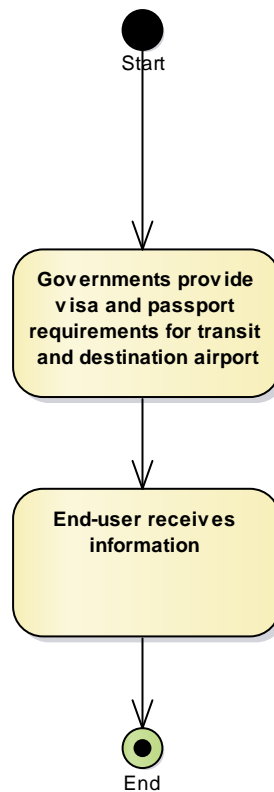 Start
Governments provide
visa and passport
requirements for transit
and destination airport
End-user receives
information
End